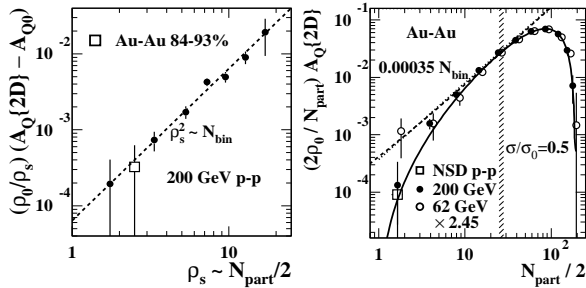 (ρ0/ρs) (AQ{2D} − AQ0)
10 -2
10 -3
10 -4
Au-Au 84-93%
ρs2 ~ Nbin
200 GeV p-p
1
10
ρs ~ Npart/2
(2ρ0 / Npart) AQ{2D}
10 -1
10 -2
10 -3
10 -4
Au-Au
0.00035 Nbin
σ/σ0=0.5
NSD p-p
200 GeV
62 GeV
× 2.45
1
10
10 2
Npart / 2